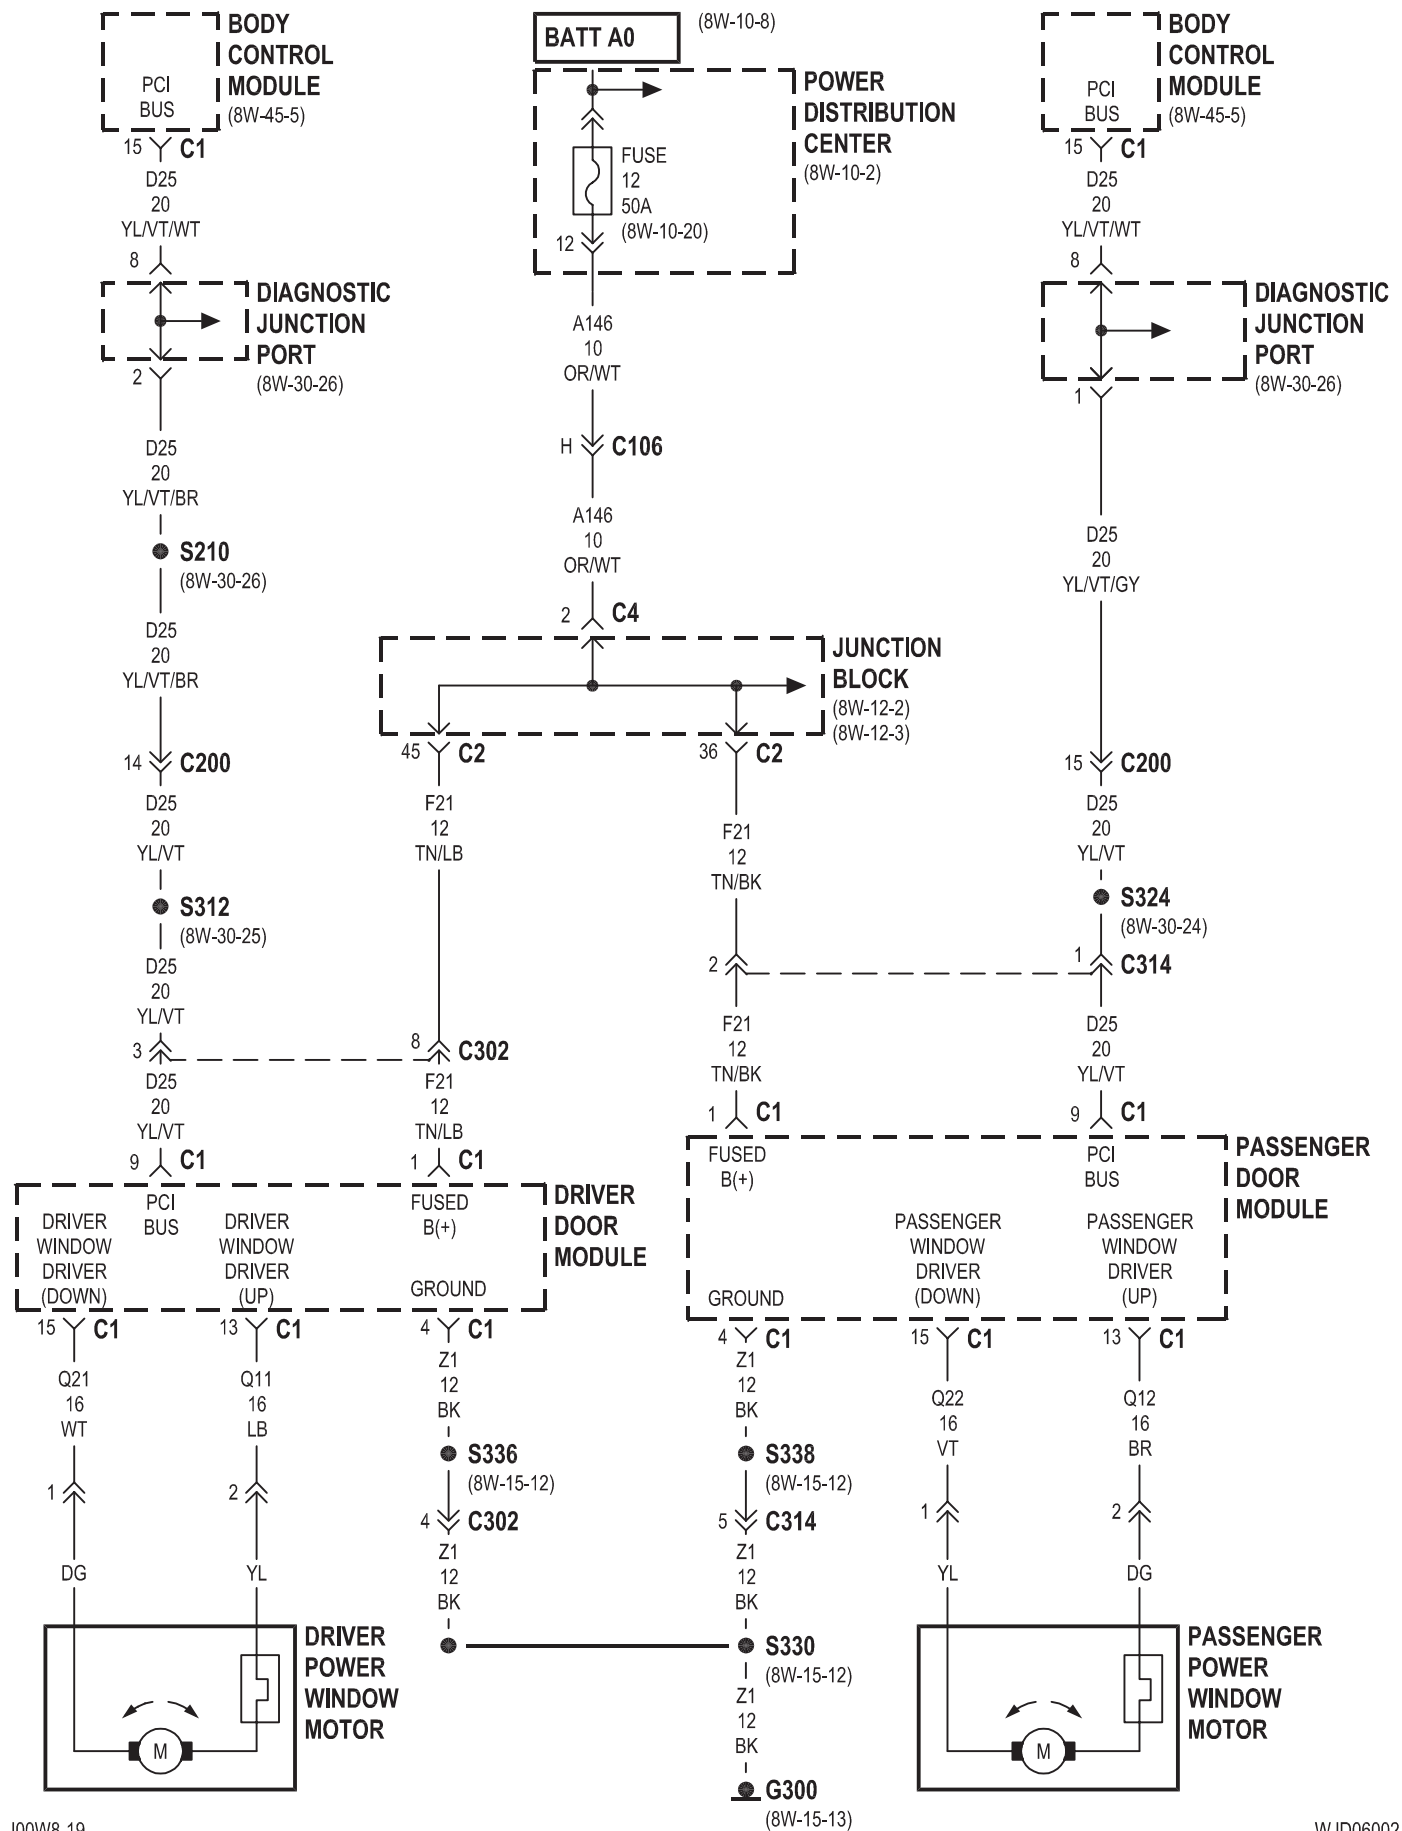 BODY
CONTROL
MODULE
(8W-45-5)
PCI
BUS
15
C1
D25
20
YL/VT/WT
8
DIAGNOSTIC
JUNCTION
PORT
(8W-30-26)
2
D25
20
YL/VT/BR
S210
(8W-30-26)
D25
20
YL/VT/BR
14
C200
D25
20
YL/VT
S312
(8W-30-25)
D25
20
YL/VT
3
D25
20
YL/VT
9
C1
BATT A0
(8W-10-8)
POWER
DISTRIBUTION
CENTER
(8W-10-2)
FUSE
12
50A
(8W-10-20)
12
A146
10
OR/WT
H
C106
A146
10
OR/WT
2
C4
JUNCTION
BLOCK
(8W-12-2)
(8W-12-3)
45
C2
F21
12
TN/LB
8
C302
F21
12
TN/LB
1
C1
36
C2
F21
12
TN/BK
2
F21
12
TN/BK
1
C1
BODY
CONTROL
MODULE
(8W-45-5)
PCI
BUS
15
C1
D25
20
YL/VT/WT
8
DIAGNOSTIC
JUNCTION
PORT
(8W-30-26)
1
D25
20
YL/VT/GY
15
C200
D25
20
YL/VT
S324
(8W-30-24)
1
C314
D25
20
YL/VT
9
C1
DRIVER
DOOR
MODULE
PCI
BUS
FUSED
B(+)
DRIVER
WINDOW
DRIVER
(DOWN)
DRIVER
WINDOW
DRIVER
(UP)
GROUND
15
C1
Q21
16
WT
1
DG
13
C1
Q11
16
LB
2
YL
DRIVER
POWER
WINDOW
MOTOR
M
4
C1
Z1
12
BK
S336
(8W-15-12)
4
C302
Z1
12
BK
PASSENGER
DOOR
MODULE
FUSED
B(+)
PCI
BUS
GROUND
PASSENGER
WINDOW
DRIVER
(DOWN)
PASSENGER
WINDOW
DRIVER
(UP)
4
C1
Z1
12
BK
S338
(8W-15-12)
5
C314
Z1
12
BK
S330
(8W-15-12)
Z1
12
BK
G300
(8W-15-13)
15
C1
Q22
16
VT
1
YL
13
C1
Q12
16
BR
2
DG
PASSENGER
POWER
WINDOW
MOTOR
M
J00W8-19
WJD06002